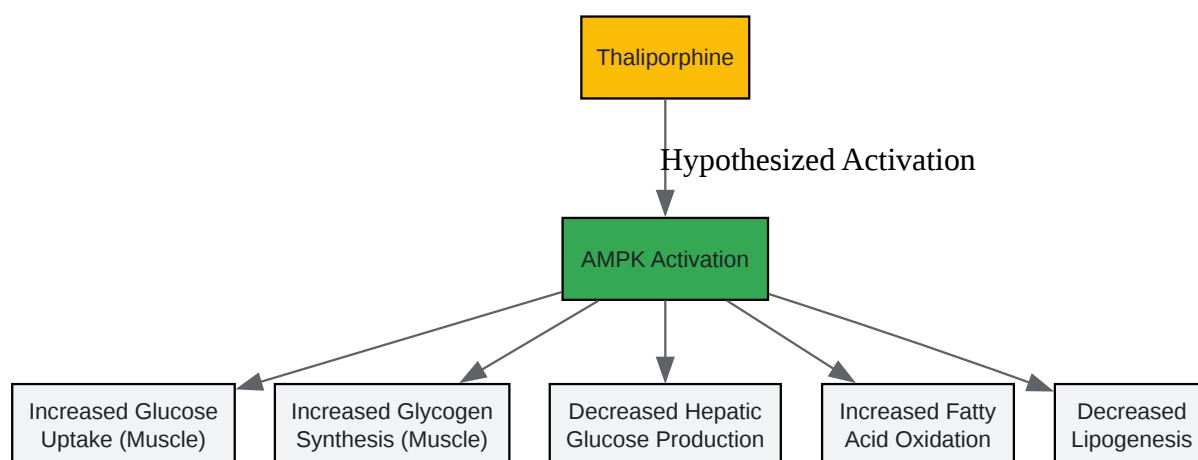 Thaliporphine
Hypothesized Activation
AMPK Activation
Increased Glucose
Uptake (Muscle)
Increased Glycogen
Synthesis (Muscle)
Decreased Hepatic
Glucose Production
Increased Fatty
Acid Oxidation
Decreased
Lipogenesis